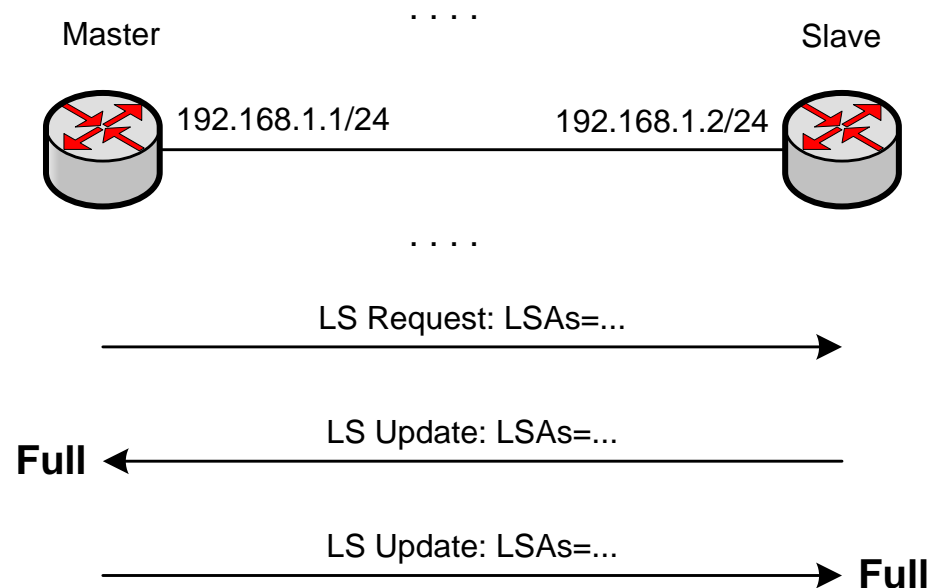 . . . .
Master
Slave
192.168.1.1/24
192.168.1.2/24
. . . .
LS Request: LSAs=...
LS Update: LSAs=...
Full
LS Update: LSAs=...
Full